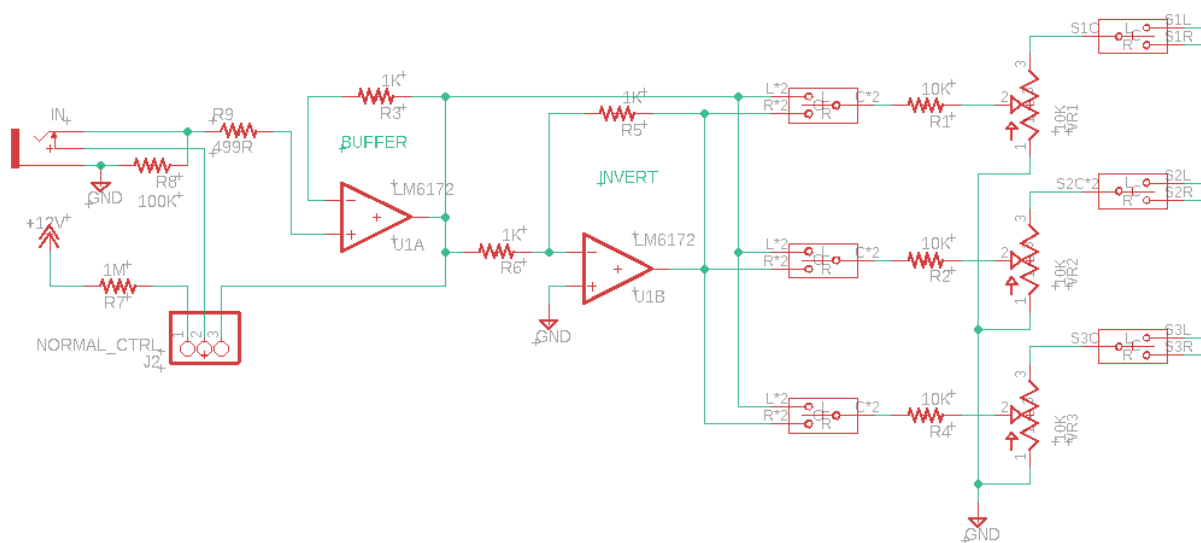 IN
R9
499R
R8
100K
GND
+12V
1M
R7
NORMAL_CTRL
J2
1
2
3
1K
R3
BUFFER
LM6172
U1A
1K
R6
1K
R5
INVERT
LM6172
U1B
GND
L*2
R*2
L
C
R
C*2
10K
R1
3
2
1
10K
VR1
S1C
L
C
R
S1L
S1R
L*2
R*2
L
C
R
C*2
10K
R2
3
2
1
10K
VR2
S2C*2
L
C
R
S2L
S2R
L*2
R*2
L
C
R
C*2
10K
R4
3
2
1
10K
VR3
S3C
L
C
R
S3L
S3R
GND